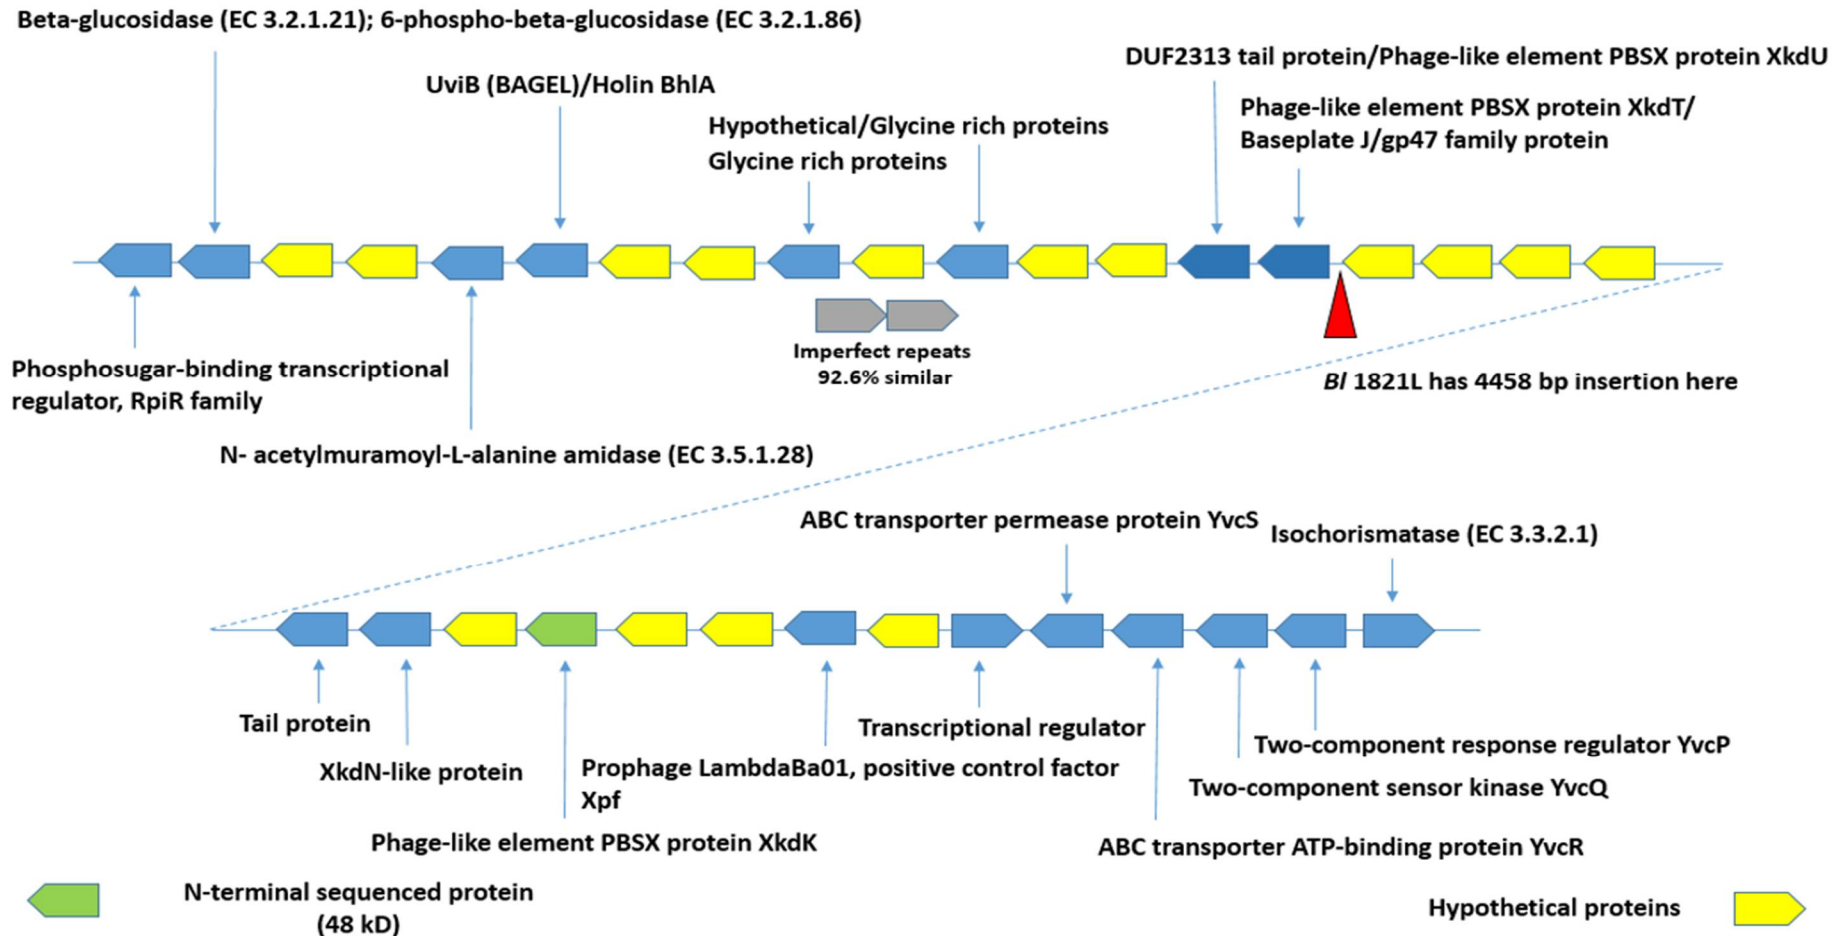 Beta-glucosidase (EC 3.2.1.21); 6-phospho-beta-glucosidase (EC 3.2.1.86)
DUF2313 tail protein/Phage-like element PBSX protein XkdU
UviB (BAGEL)/Holin BhlA
Phage-like element PBSX protein XkdT/
Baseplate J/gp47 family protein
Hypothetical/Glycine rich proteins
Glycine rich proteins
Imperfect repeats
92.6% similar
Phosphosugar-binding transcriptional
regulator, RpiR family
Bl 1821L has 4458 bp insertion here
N- acetylmuramoyl-L-alanine amidase (EC 3.5.1.28)
ABC transporter permease protein YvcS
Isochorismatase (EC 3.3.2.1)
Tail protein
Transcriptional regulator
Two-component response regulator YvcP
XkdN-like protein
Prophage LambdaBa01, positive control factor
Xpf
Two-component sensor kinase YvcQ
Phage-like element PBSX protein XkdK
ABC transporter ATP-binding protein YvcR
N-terminal sequenced protein
(48 kD)
Hypothetical proteins